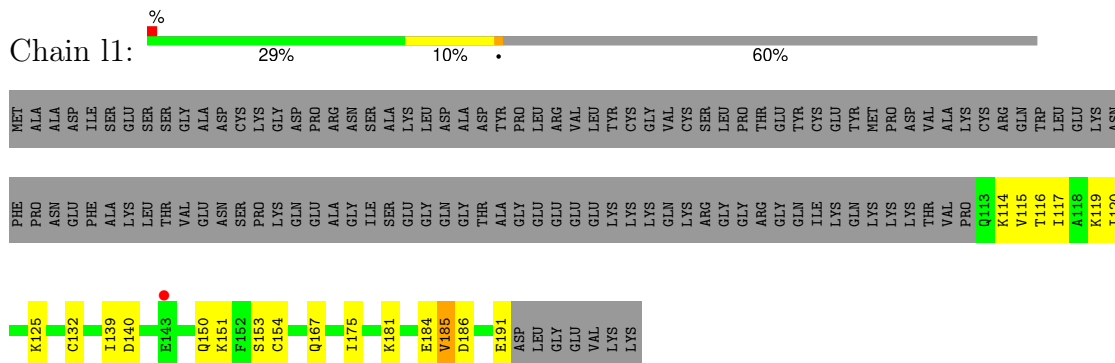 %
Chain l1:
29% 10% • 60%
MET ALA ALA ASP ILE SER GLU SER SER GLY ALA ASP CYS LYS GLY ASP PRO ARG ASN SER ALA LYS LEU ASP ALA ASP TYR PRO LEU ARG VAL LEU TYR CYS GLY VAL CYS SER LEU PRO THR GLU TYR CYS GLU TYR MET PRO ASP VAL ALA LYS CYS ARG GLN TRP LEU GLU LYS ASN
PHE PRO ASN GLU PHE ALA LYS LEU THR VAL GLU ASN SER PRO LYS GLN GLU ALA GLY ILE SER GLU GLY GLN GLY THR ALA GLY GLU GLU GLU GLU LYS LYS LYS GLN LYS ARG GLY GLY ARG GLY GLN ILE LYS GLN LYS LYS LYS THR VAL PRO Q113 K114 V115 T116 I117 A118 K119 I120
K125 C132 I139 D140 E143 Q150 K151 F152 S153 C154 Q167 I175 K181 E184 V185 D186 E191 ASP LEU GLY GLU VAL LYS LYS